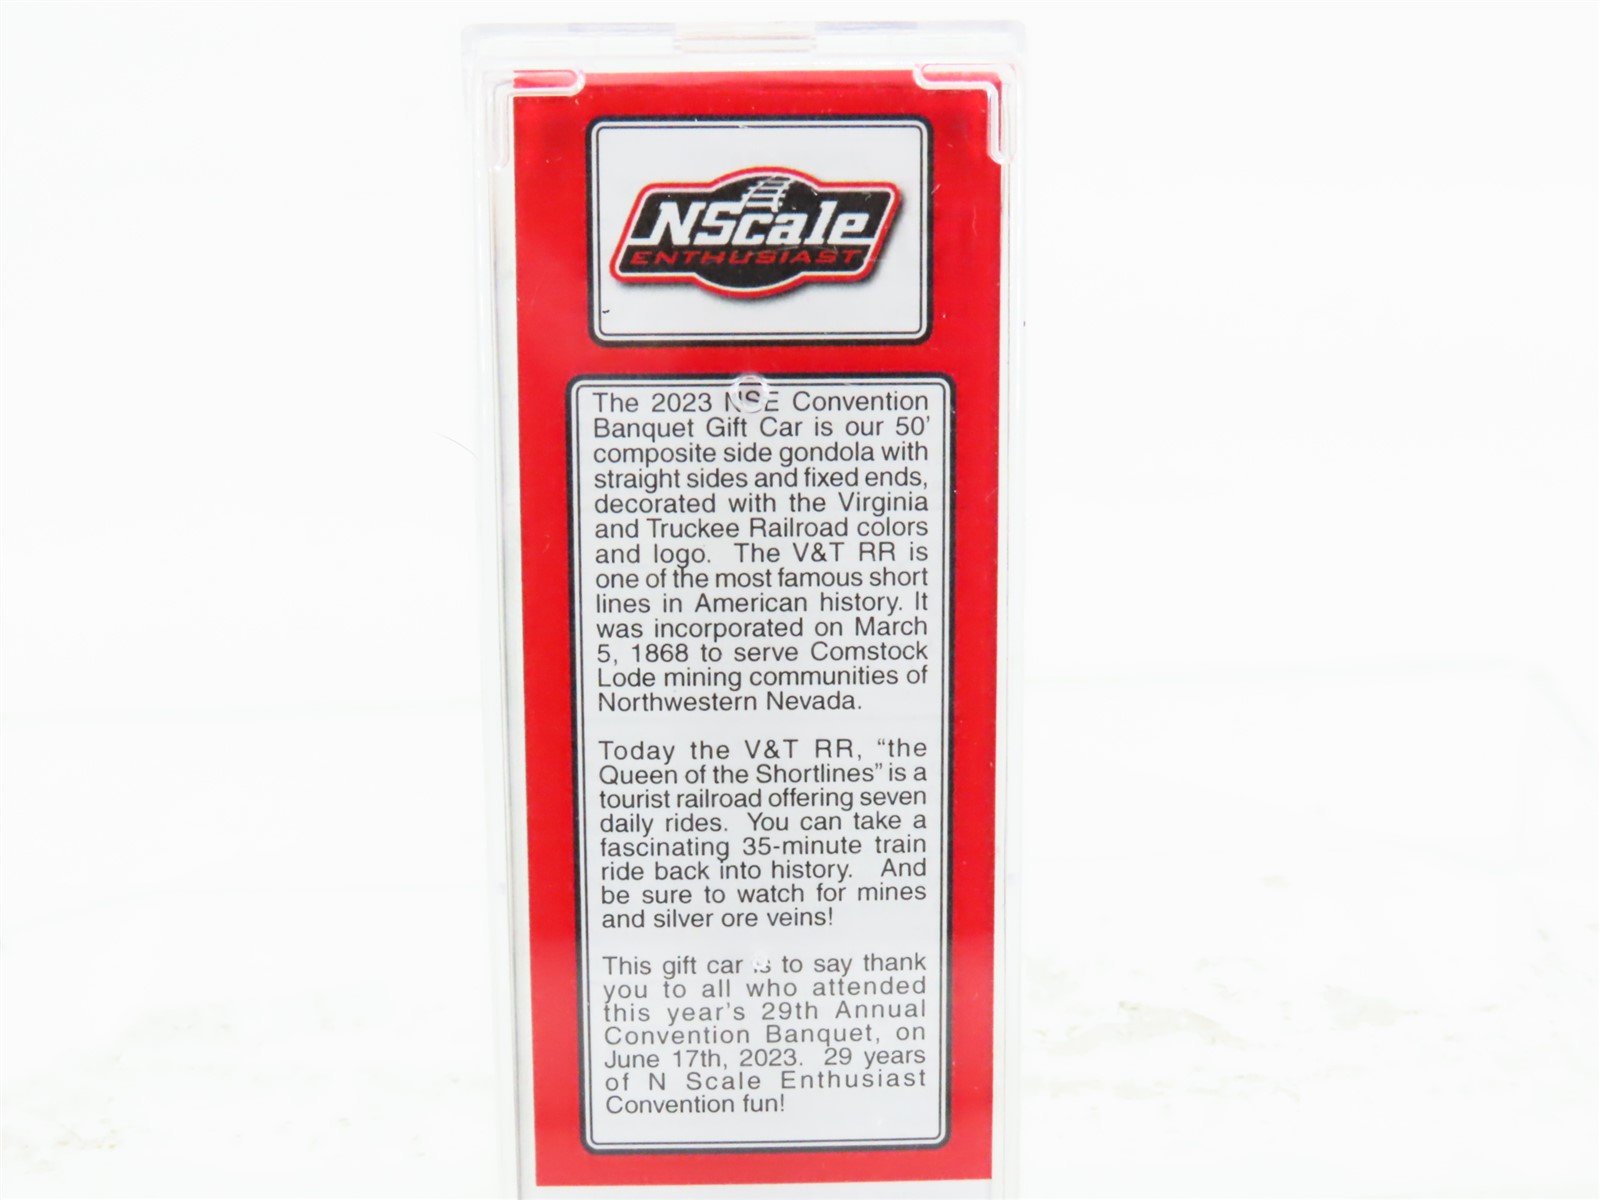 NScale
ENTHUSIAST
The 2023 NSE Convention
Banquet Gift Car is our 50'
composite side gondola with
straight sides and fixed ends,
decorated with the Virginia
and Truckee Railroad colors
and logo. The V&T RR is
one of the most famous short
lines in American history. It
was incorporated on March
5, 1868 to serve Comstock
Lode mining communities of
Northwestern Nevada.
Today the V&T RR, “the
Queen of the Shortlines” is a
tourist railroad offering seven
daily rides. You can take a
fascinating 35-minute train
ride back into history. And
be sure to watch for mines
and silver ore veins!
This gift car is to say thank
you to all who attended
this year's 29th Annual
Convention Banquet, on
June 17th, 2023. 29 years
of N Scale Enthusiast
Convention fun!